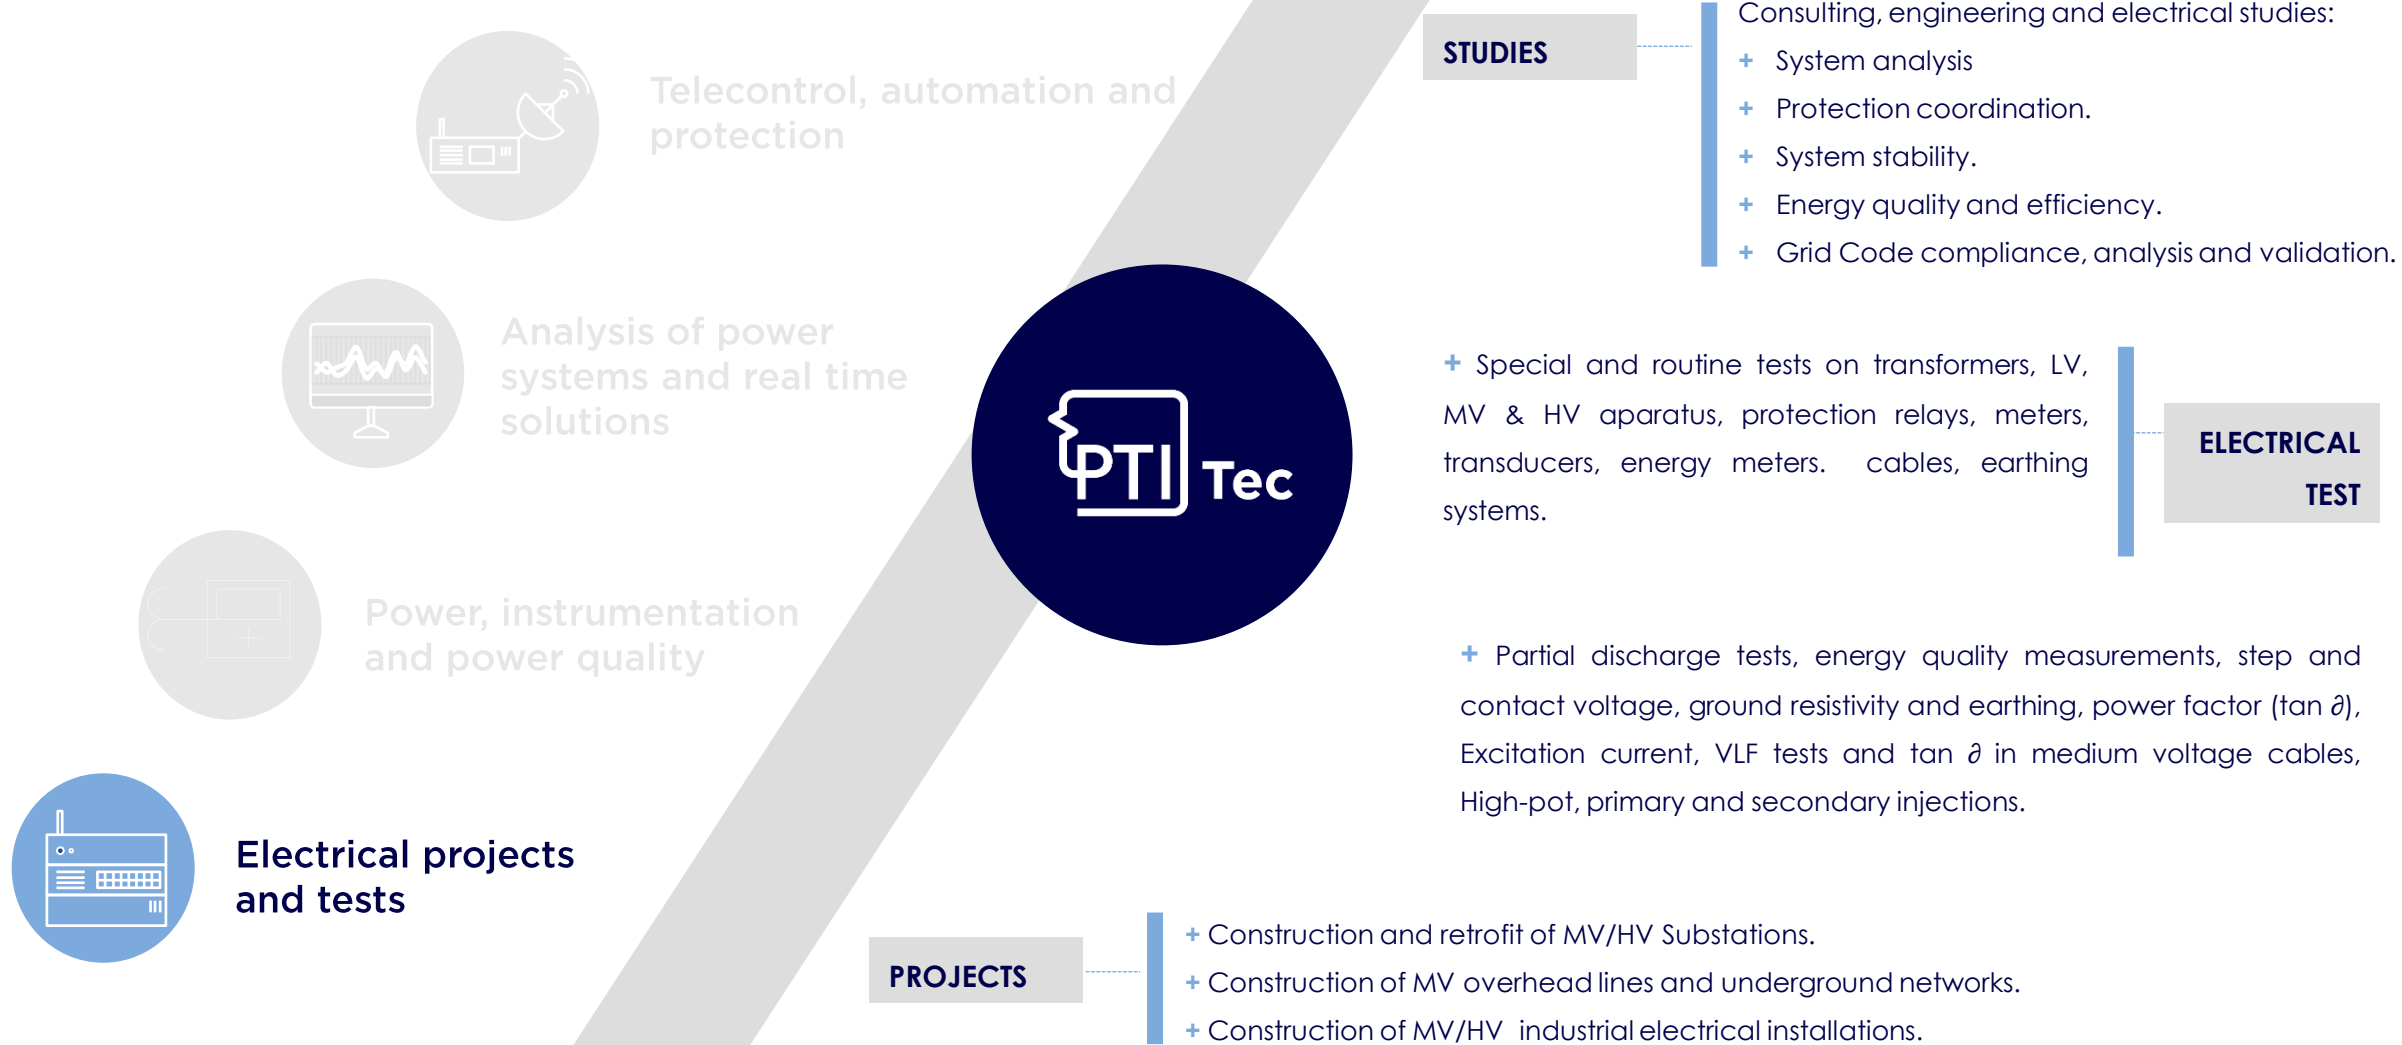 Telecontrol, automation and
protection
Analysis of power
systems and real time
solutions
Power, instrumentation
and power quality
Electrical projects
and tests
PTI Tec
STUDIES
Consulting, engineering and electrical studies:
+ System analysis
+ Protection coordination.
+ System stability.
+ Energy quality and efficiency.
+ Grid Code compliance, analysis and validation.
+ Special and routine tests on transformers, LV,
MV & HV aparatus, protection relays, meters,
transducers, energy meters. cables, earthing
systems.
ELECTRICAL
TEST
+ Partial discharge tests, energy quality measurements, step and
contact voltage, ground resistivity and earthing, power factor (tan ∂),
Excitation current, VLF tests and tan ∂ in medium voltage cables,
High-pot, primary and secondary injections.
PROJECTS
+ Construction and retrofit of MV/HV Substations.
+ Construction of MV overhead lines and underground networks.
+ Construction of MV/HV industrial electrical installations.